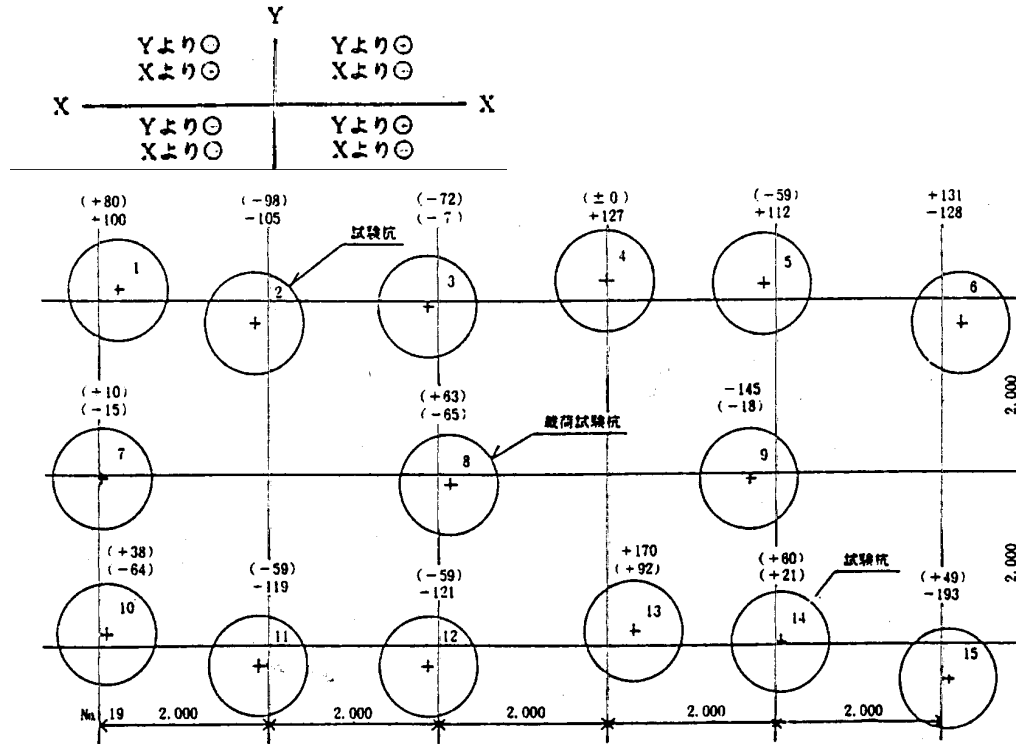 Y
Yより⊙ Yより⊙
Xより⊙ Xより⊙
X X
Yより⊙ Yより⊙
Xより⊙ Xより⊙
(+80) (-98) (-72) (±0) (-59) +131
+100 -105 (-7) +127 +112 -128
試験杭
1 2 3 4 5 6
2.000
(+10) (+63) -145
(-15) (-65) (-18)
載荷試験杭
7 8 9
2.000
(+38) (-59) (-59) +170 (+60) (+49)
(-64) -119 -121 (+92) (+21) -193
試験杭
10 11 12 13 14 15
No. 19 2.000 2.000 2.000 2.000 2.000